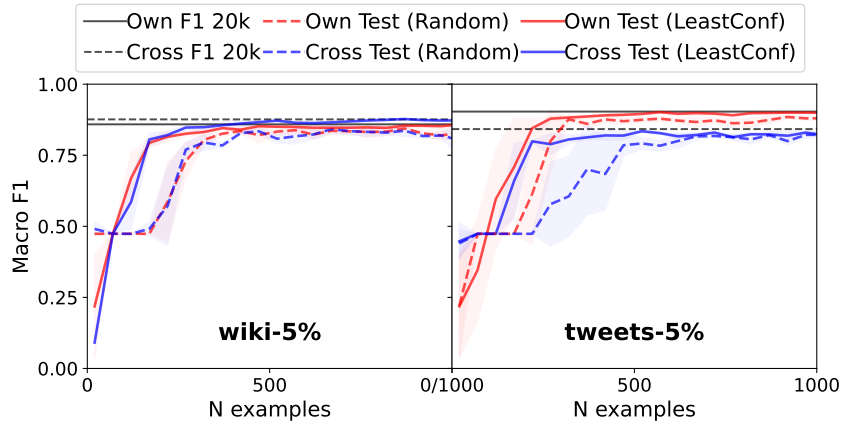 Own F1 20k Own Test (Random) Own Test (LeastConf)
Cross F1 20k Cross Test (Random) Cross Test (LeastConf)
1.00
0.75
0.50
0.25
0.00
Macro F1
wiki-5% tweets-5%
0 500 0/1000 500 1000
N examples N examples